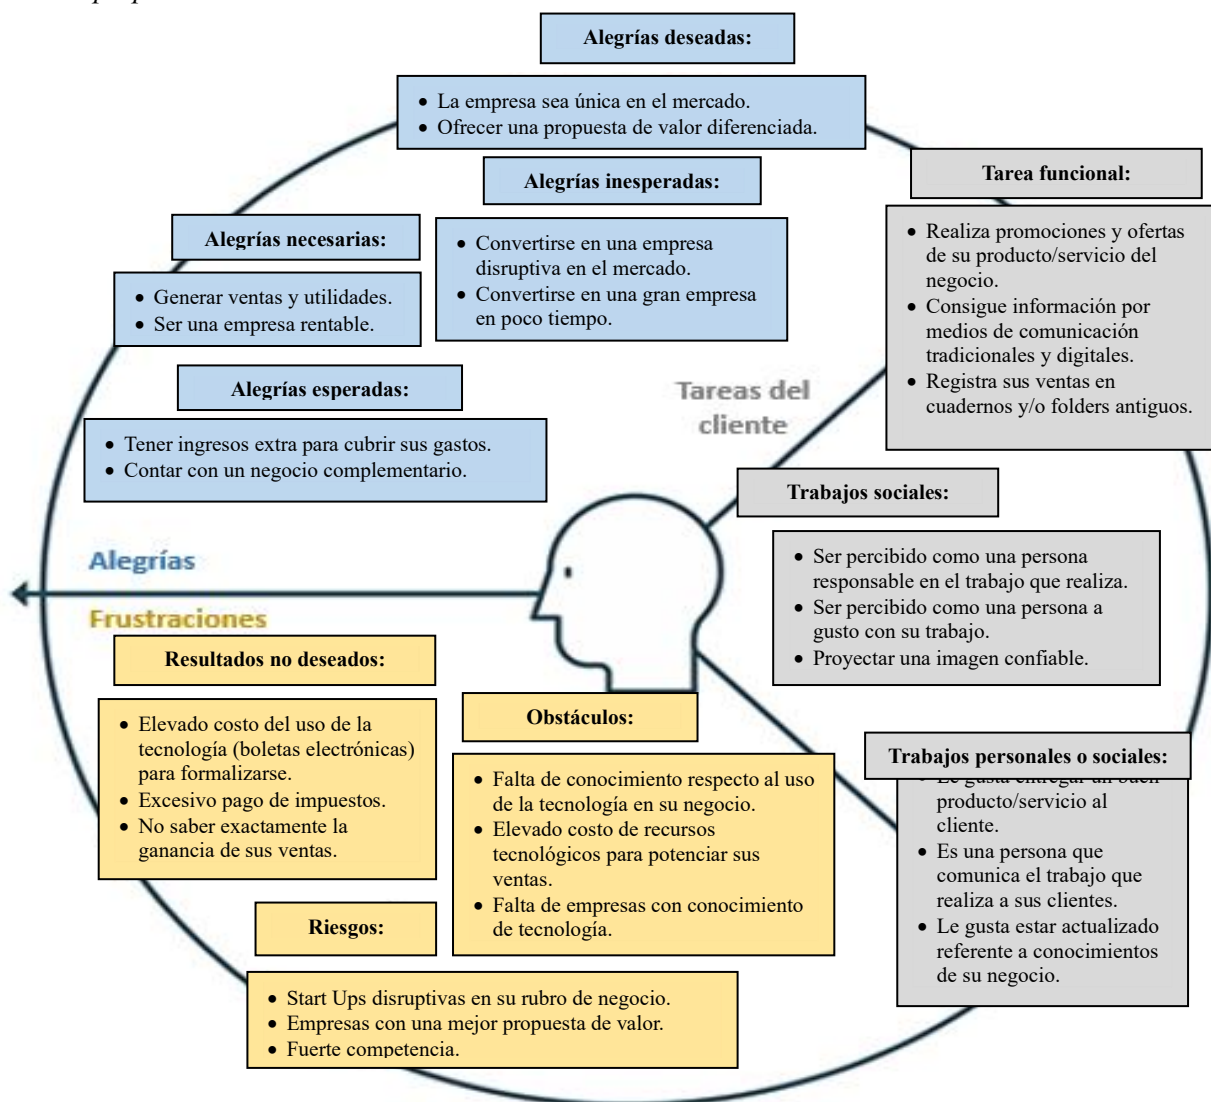 Alegrías deseadas:
• La empresa sea única en el mercado.
• Ofrecer una propuesta de valor diferenciada.
Alegrías inesperadas:
• Convertirse en una empresa
disruptiva en el mercado.
• Convertirse en una gran empresa
en poco tiempo.
Alegrías necesarias:
• Generar ventas y utilidades.
• Ser una empresa rentable.
Alegrías esperadas:
• Tener ingresos extra para cubrir sus gastos.
• Contar con un negocio complementario.
Tarea funcional:
• Realiza promociones y ofertas
de su producto/servicio del
negocio.
• Consigue información por
medios de comunicación
tradicionales y digitales.
• Registra sus ventas en
cuadernos y/o folders antiguos.
Tareas del
cliente
Trabajos sociales:
• Ser percibido como una persona
responsable en el trabajo que realiza.
• Ser percibido como una persona a
gusto con su trabajo.
• Proyectar una imagen confiable.
Trabajos personales o sociales:
• Le gusta entregar un buen
producto/servicio al
cliente.
• Es una persona que
comunica el trabajo que
realiza a sus clientes.
• Le gusta estar actualizado
referente a conocimientos
de su negocio.
Alegrías
Frustraciones
Resultados no deseados:
• Elevado costo del uso de la
tecnología (boletas electrónicas)
para formalizarse.
• Excesivo pago de impuestos.
• No saber exactamente la
ganancia de sus ventas.
Obstáculos:
• Falta de conocimiento respecto al uso
de la tecnología en su negocio.
• Elevado costo de recursos
tecnológicos para potenciar sus
ventas.
• Falta de empresas con conocimiento
de tecnología.
Riesgos:
• Start Ups disruptivas en su rubro de negocio.
• Empresas con una mejor propuesta de valor.
• Fuerte competencia.